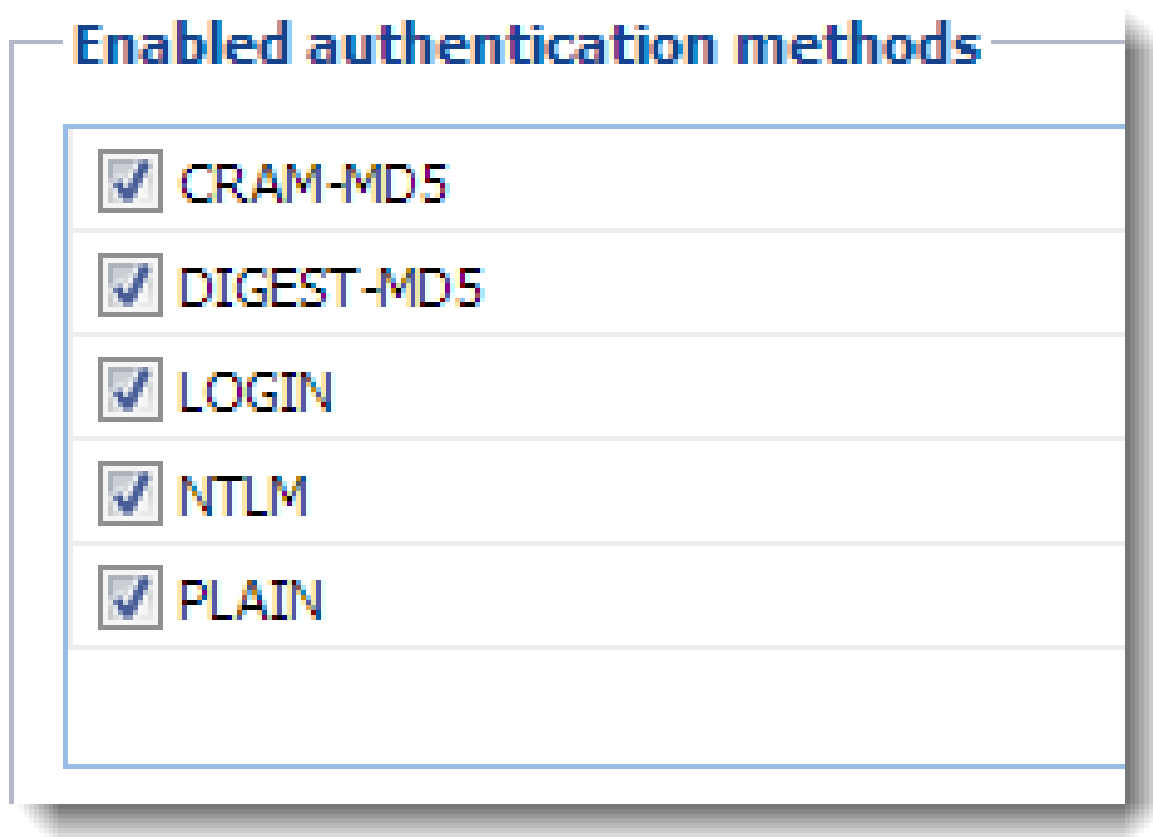 Enabled authentication methods
CRAM-MD5
DIGEST-MD5
LOGIN
NTLM
PLAIN